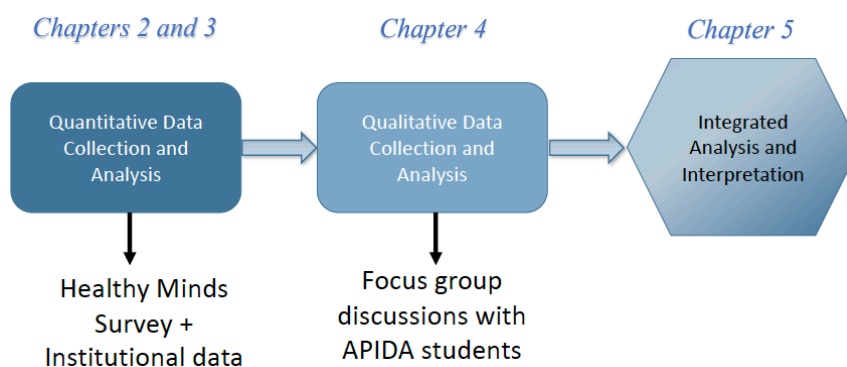 Chapters 2 and 3
Chapter 4
Chapter 5
Quantitative Data
Collection and
Analysis
Qualitative Data
Collection and
Analysis
Integrated
Analysis and
Interpretation
Healthy Minds
Survey +
Institutional data
Focus group
discussions with
APIDA students